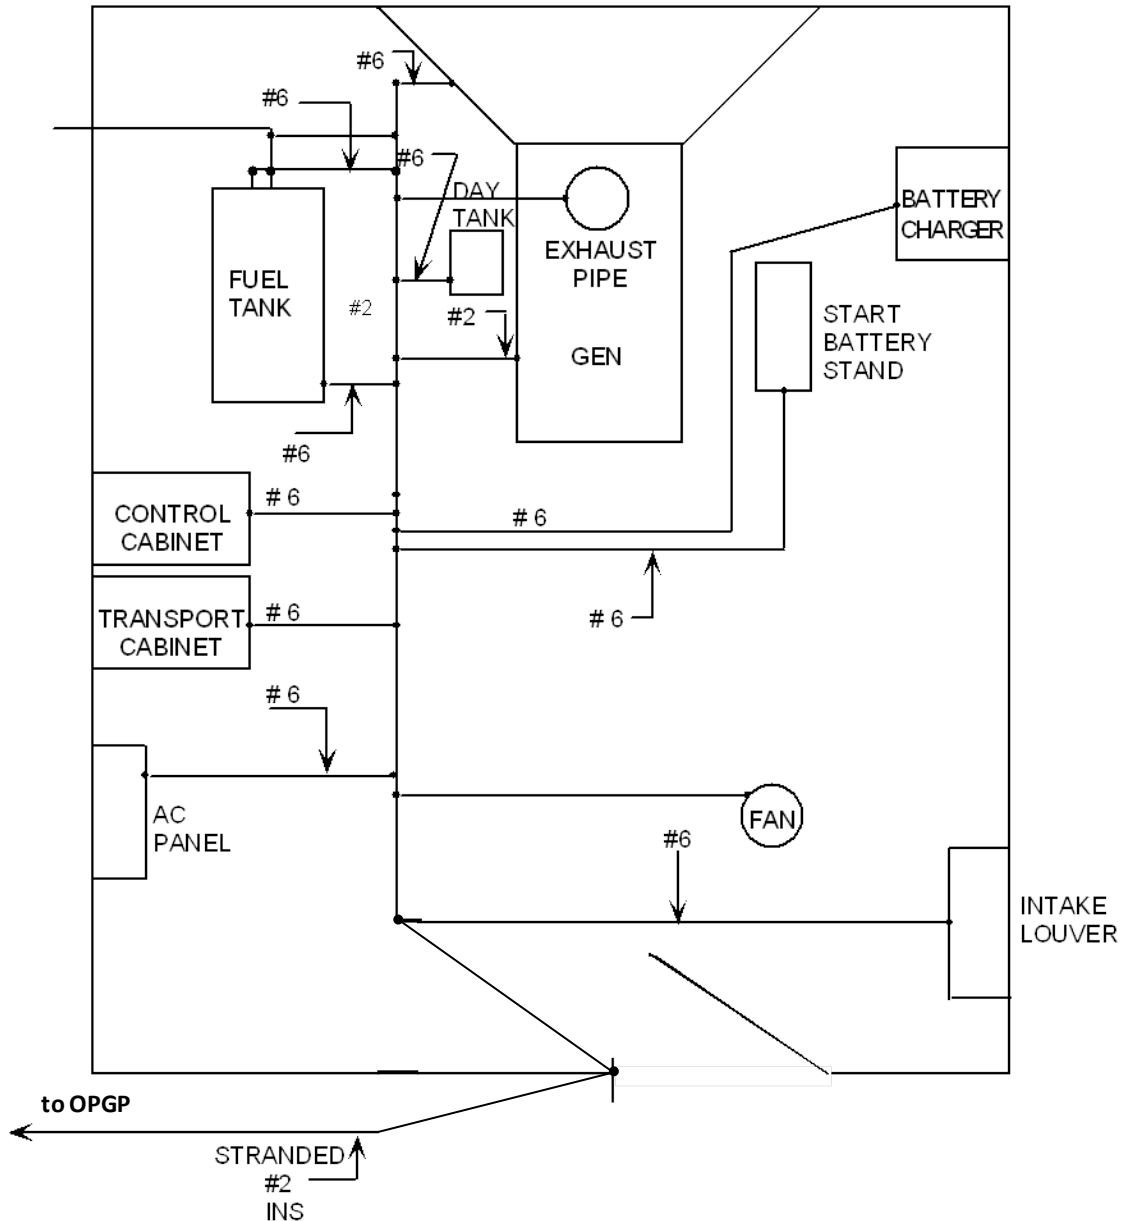 #6
#6
#6
DAY
TANK
BATTERY
CHARGER
EXHAUST
PIPE
FUEL
TANK
#2
#2
START
BATTERY
STAND
GEN
#6
# 6
CONTROL
CABINET
# 6
# 6
TRANSPORT
CABINET
# 6
# 6
AC
PANEL
FAN
#6
INTAKE
LOUVER
to OPGP
STRANDED
#2
INS